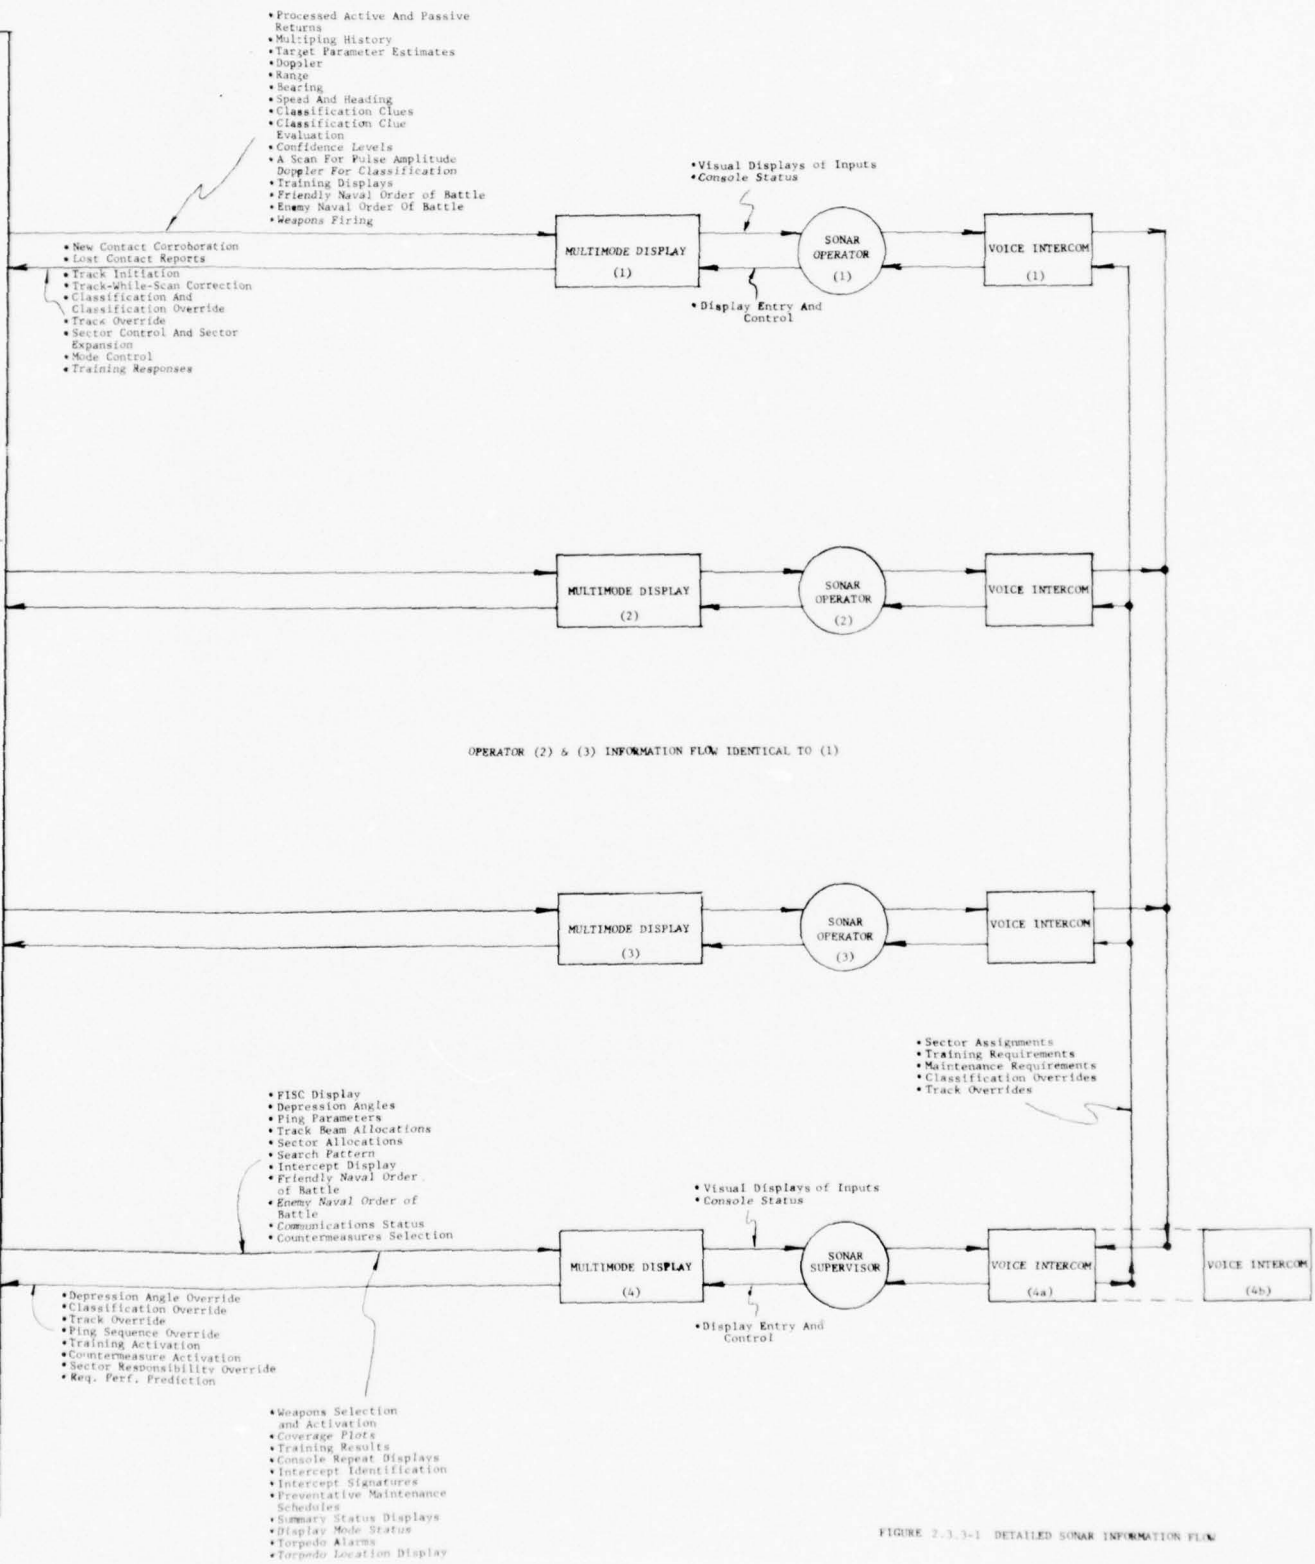 • Processed Active And Passive
Returns
• Multiping History
• Target Parameter Estimates
• Doppler
• Range
• Bearing
• Speed And Heading
• Classification Clues
• Classification Clue
Evaluation
• Confidence Levels
• A Scan For Pulse Amplitude
Doppler For Classification
• Training Displays
• Friendly Naval Order of Battle
• Enemy Naval Order Of Battle
• Weapons Firing
• New Contact Corroboration
• Lost Contact Reports
• Track Initiation
• Track-While-Scan Correction
• Classification And
Classification Override
• Track Override
• Sector Control And Sector
Expansion
• Mode Control
• Training Responses
MULTIMODE DISPLAY
(1)
• Visual Displays of Inputs
• Console Status
• Display Entry And
Control
SONAR
OPERATOR
(1)
VOICE INTERCOM
(1)
MULTIMODE DISPLAY
(2)
SONAR
OPERATOR
(2)
VOICE INTERCOM
OPERATOR (2) & (3) INFORMATION FLOW IDENTICAL TO (1)
MULTIMODE DISPLAY
(3)
SONAR
OPERATOR
(3)
VOICE INTERCOM
• Sector Assignments
• Training Requirements
• Maintenance Requirements
• Classification Overrides
• Track Overrides
• FISC Display
• Depression Angles
• Ping Parameters
• Track Beam Allocations
• Sector Allocations
• Search Pattern
• Intercept Display
• Friendly Naval Order
of Battle
• Enemy Naval Order of
Battle
• Communications Status
• Countermeasures Selection
• Depression Angle Override
• Classification Override
• Track Override
• Ping Sequence Override
• Training Activation
• Countermeasure Activation
• Sector Responsibility Override
• Req. Perf. Prediction
MULTIMODE DISPLAY
(4)
• Visual Displays of Inputs
• Console Status
• Display Entry And
Control
SONAR
SUPERVISOR
VOICE INTERCOM
(4a)
VOICE INTERCOM
(4b)
• Weapons Selection
and Activation
• Coverage Plots
• Training Results
• Console Repeat Displays
• Intercept Identification
• Intercept Signatures
• Preventative Maintenance
Schedules
• Summary Status Displays
• Display Mode Status
• Torpedo Alarms
• Torpedo Location Display
FIGURE 2.3.3-1 DETAILED SONAR INFORMATION FLOW